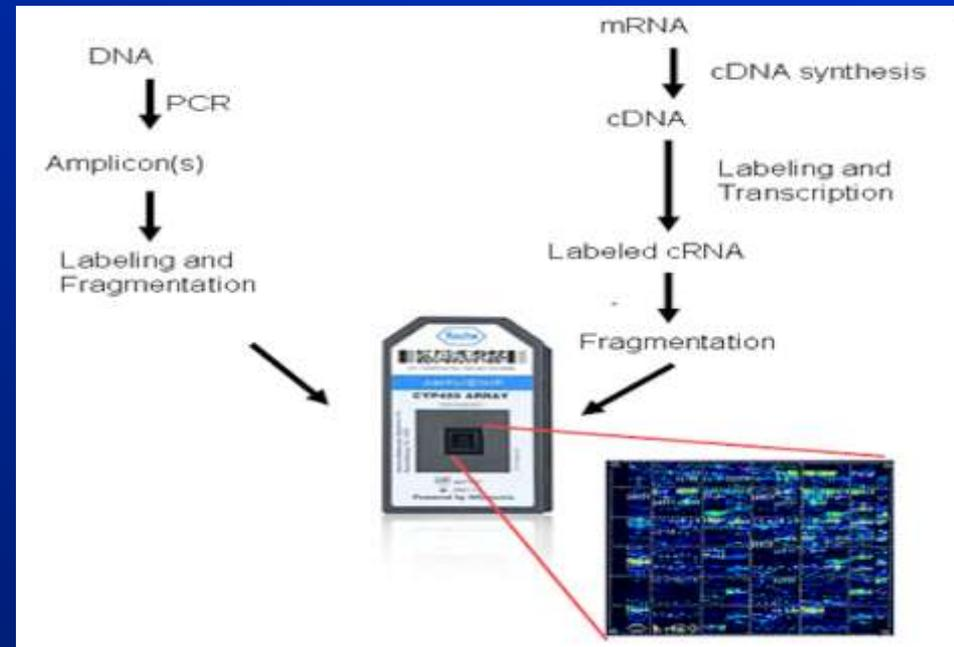 DNA
PCR
Amplicon(s)
Labeling and
Fragmentation
mRNA
cDNA synthesis
cDNA
Labeling and
Transcription
Labeled cRNA
Fragmentation
Roche
AMPLICHIP
CYP450 ARRAY
Powered by Affymetrix